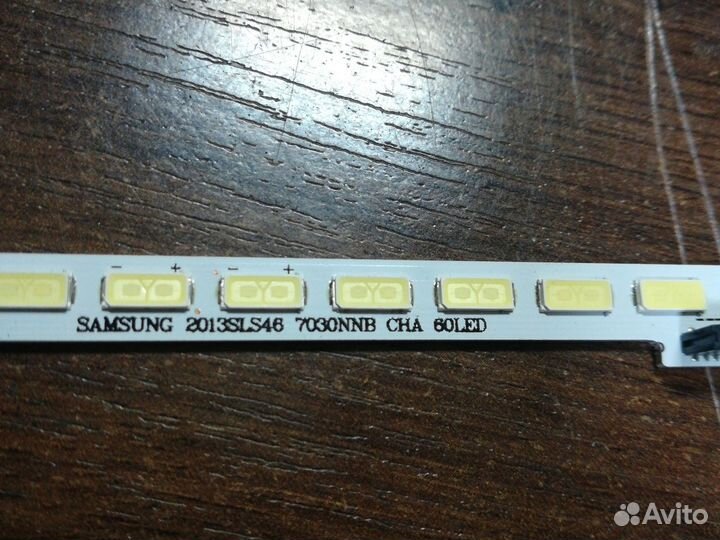 - + - +
SAMSUNG 2013SLS46 7030NNB CHA 60LED
Avito